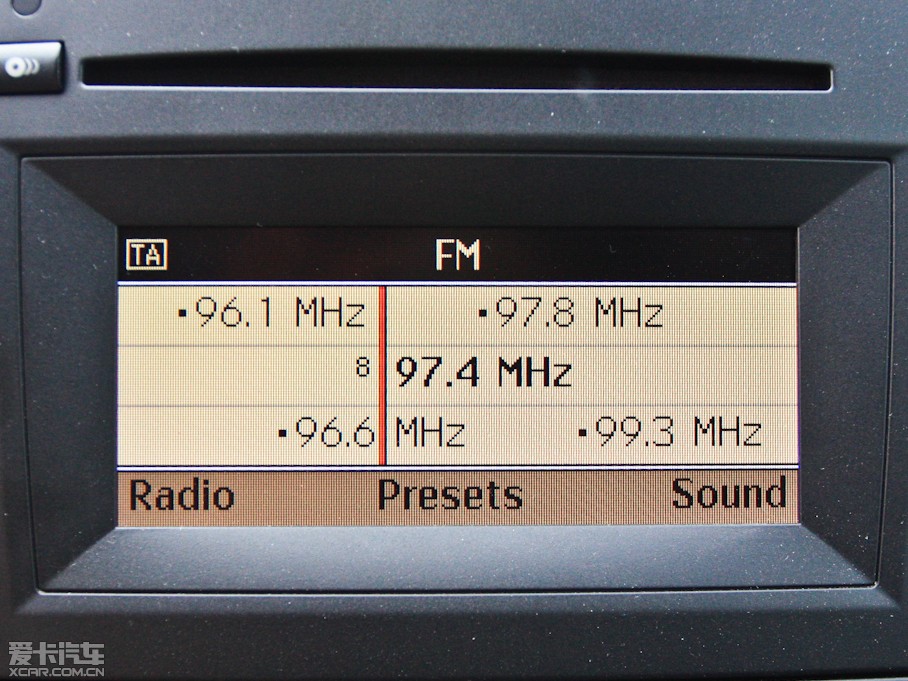 TA FM
▪96.1 MHz ▪97.8 MHz
8 97.4 MHz
▪96.6 MHz ▪99.3 MHz
Radio Presets Sound
爱卡汽车
XCAR.COM.CN